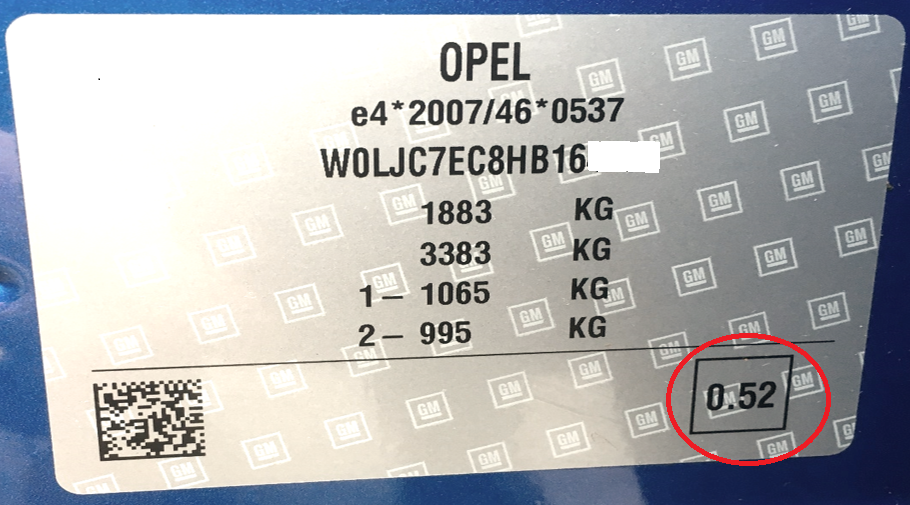 OPEL
e4*2007/46*0537
W0LJC7EC8HB16
1883 KG
3383 KG
1– 1065 KG
2– 995 KG
0.52